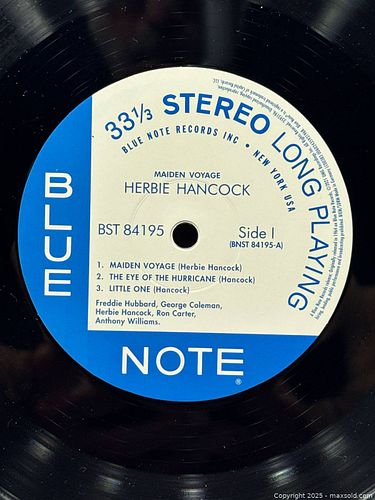 33 1/3 STEREO LONG PLAYING
BLUE NOTE RECORDS INC • NEW YORK USA
MAIDEN VOYAGE
HERBIE HANCOCK
BST 84195
Side I
(BNST 84195-A)
1. MAIDEN VOYAGE (Herbie Hancock)
2. THE EYE OF THE HURRICANE (Hancock)
3. LITTLE ONE (Hancock)
Freddie Hubbard, George Coleman,
Herbie Hancock, Ron Carter,
Anthony Williams.
BLUE
NOTE®
Copyright 2025 - maxsold.com